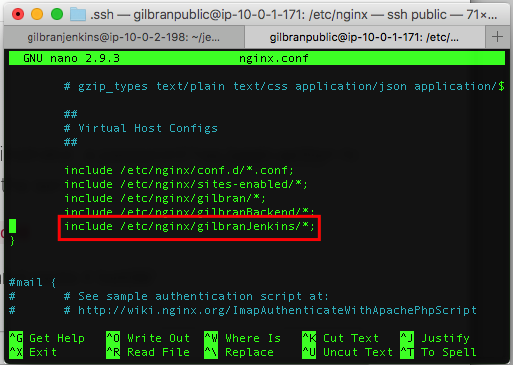 .ssh — gilbranpublic@ip-10-0-1-171: /etc/nginx — ssh public — 71×...
gilbranjenkins@ip-10-0-2-198: ~/je... gilbranpublic@ip-10-0-1-171: /etc/... +
GNU nano 2.9.3 nginx.conf
# gzip_types text/plain text/css application/json application/$
##
# Virtual Host Configs
##
include /etc/nginx/conf.d/*.conf;
include /etc/nginx/sites-enabled/*;
include /etc/nginx/gilbran/*;
include /etc/nginx/gilbranBackend/*;
include /etc/nginx/gilbranJenkins/*;
}
#mail {
# # See sample authentication script at:
# # http://wiki.nginx.org/ImapAuthenticateWithApachePhpScript
^G Get Help ^O Write Out ^W Where Is ^K Cut Text ^J Justify
^X Exit ^R Read File ^\ Replace ^U Uncut Text ^T To Spell